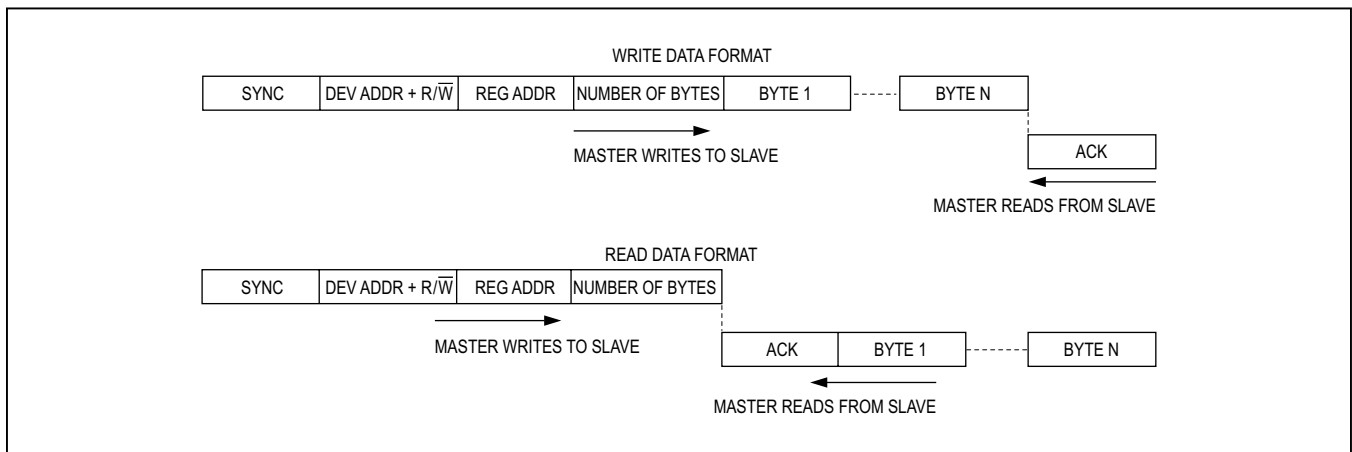 WRITE DATA FORMAT
SYNC DEV ADDR + R/W̅ REG ADDR NUMBER OF BYTES BYTE 1 BYTE N
MASTER WRITES TO SLAVE
ACK
MASTER READS FROM SLAVE
READ DATA FORMAT
SYNC DEV ADDR + R/W̅ REG ADDR NUMBER OF BYTES
MASTER WRITES TO SLAVE
ACK BYTE 1 BYTE N
MASTER READS FROM SLAVE